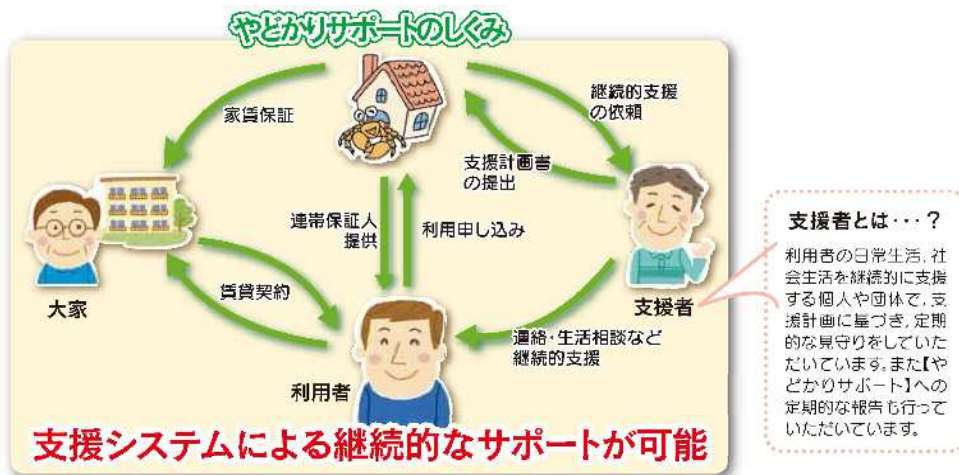 やどかりサポートのしくみ
家賃保証
継続的支援
の依頼
支援計画書
の提出
連帯保証人
提供
利用申し込み
賃貸契約
大家
支援者
連絡・生活相談など
継続的支援
利用者
支援システムによる継続的なサポートが可能
支援者とは・・・?
利用者の日常生活、社
会生活を継続的に支援
する個人や団体で、支
援計画に基づき、定期
的な見守りをしていた
だいています。また【や
どかりサポート】への
定期的な報告も行って
いただいています。